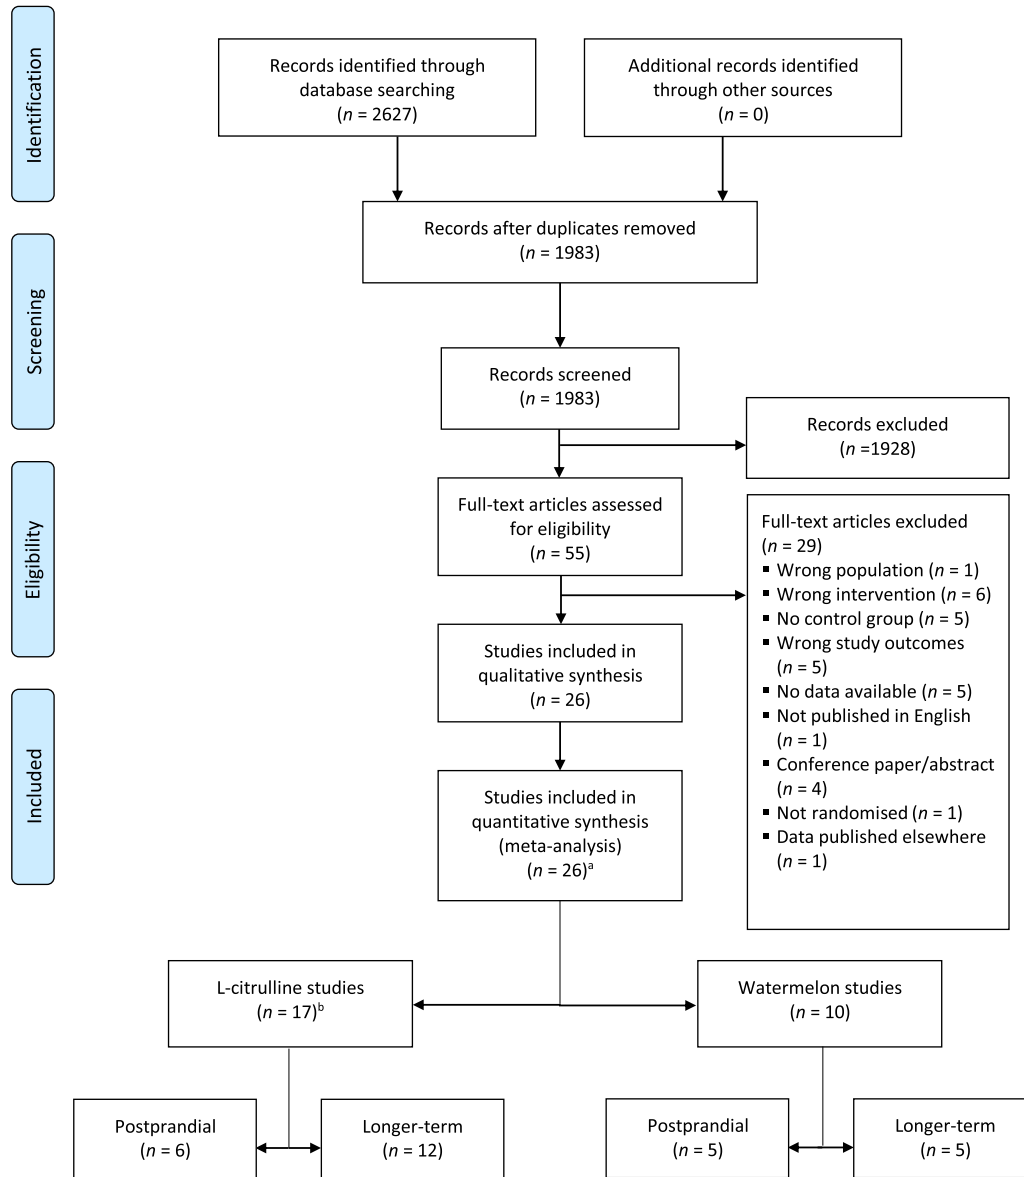 Identification
Records identified through
database searching
(n = 2627)
Additional records identified
through other sources
(n = 0)
Records after duplicates removed
(n = 1983)
Screening
Records screened
(n = 1983)
Records excluded
(n =1928)
Eligibility
Full-text articles assessed
for eligibility
(n = 55)
Full-text articles excluded
(n = 29)
▪ Wrong population (n = 1)
▪ Wrong intervention (n = 6)
▪ No control group (n = 5)
▪ Wrong study outcomes
(n = 5)
▪ No data available (n = 5)
▪ Not published in English
(n = 1)
▪ Conference paper/abstract
(n = 4)
▪ Not randomised (n = 1)
▪ Data published elsewhere
(n = 1)
Studies included in
qualitative synthesis
(n = 26)
Included
Studies included in
quantitative synthesis
(meta-analysis)
(n = 26)ᵃ
L-citrulline studies
(n = 17)ᵇ
Watermelon studies
(n = 10)
Postprandial
(n = 6)
Longer-term
(n = 12)
Postprandial
(n = 5)
Longer-term
(n = 5)